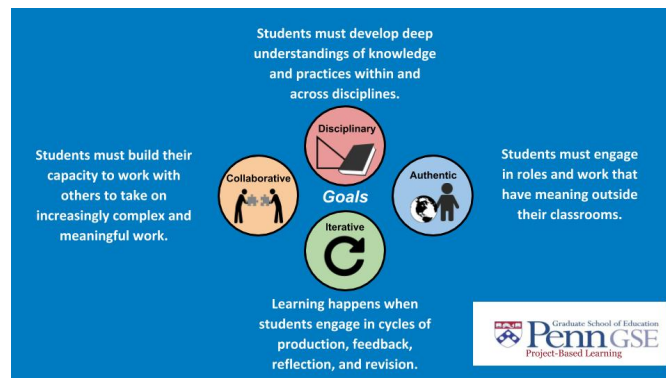 Students must develop deep
understandings of knowledge
and practices within and
across disciplines.
Disciplinary
Students must build their
capacity to work with
others to take on
increasingly complex and
meaningful work.
Collaborative
Goals
Authentic
Students must engage
in roles and work that
have meaning outside
their classrooms.
Iterative
Learning happens when
students engage in cycles of
production, feedback,
reflection, and revision.
Graduate School of Education
Penn GSE
Project-Based Learning